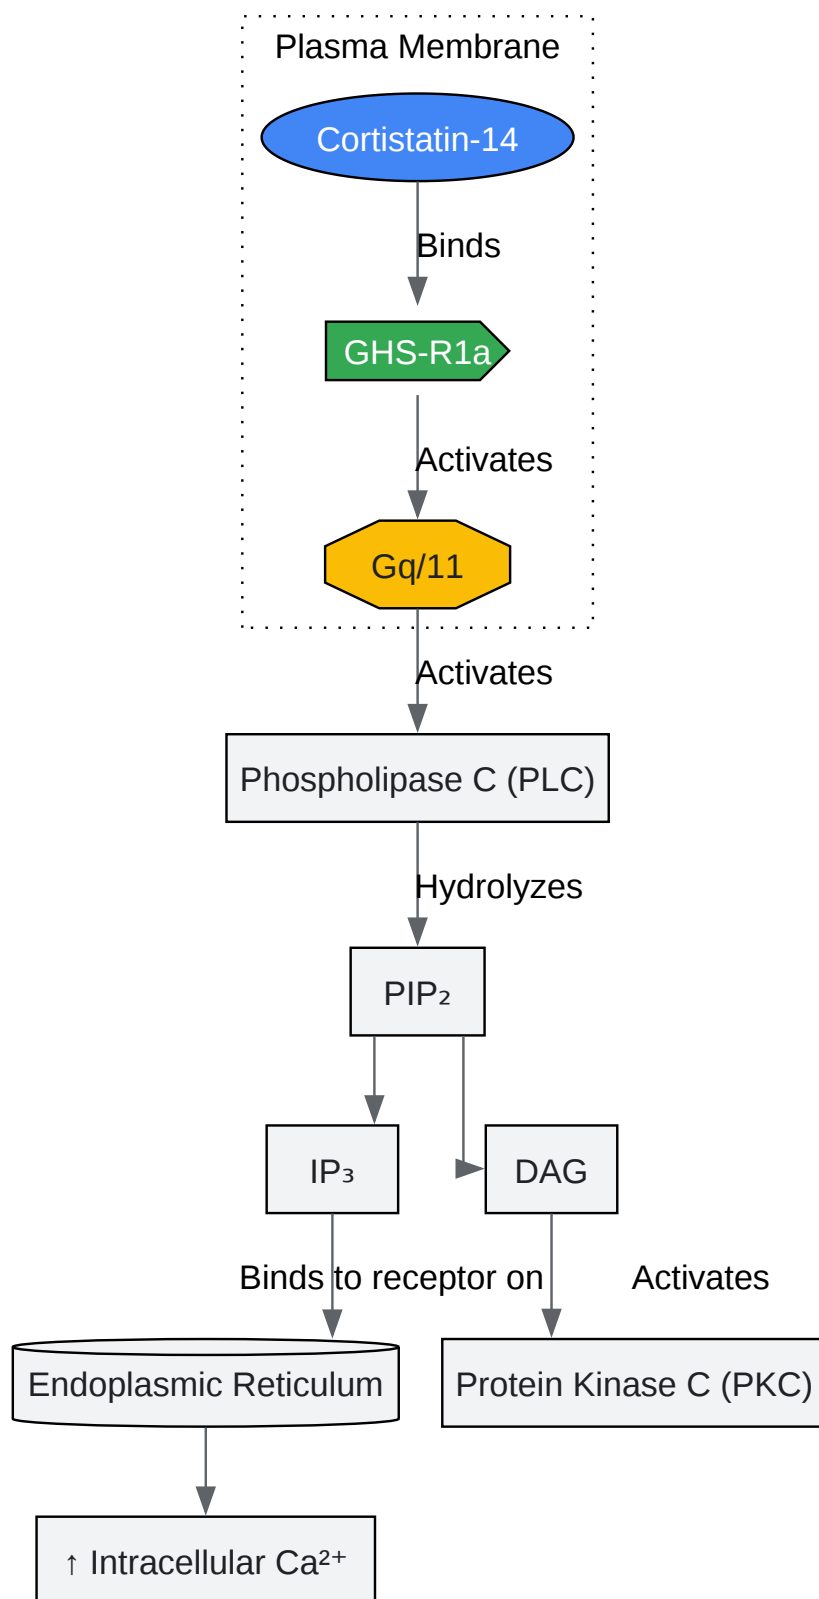 Plasma Membrane
Cortistatin-14
Binds
GHS-R1a
Activates
Gq/11
Activates
Phospholipase C (PLC)
Hydrolyzes
PIP₂
IP₃
DAG
Binds to receptor on
Activates
Endoplasmic Reticulum
Protein Kinase C (PKC)
↑ Intracellular Ca²⁺